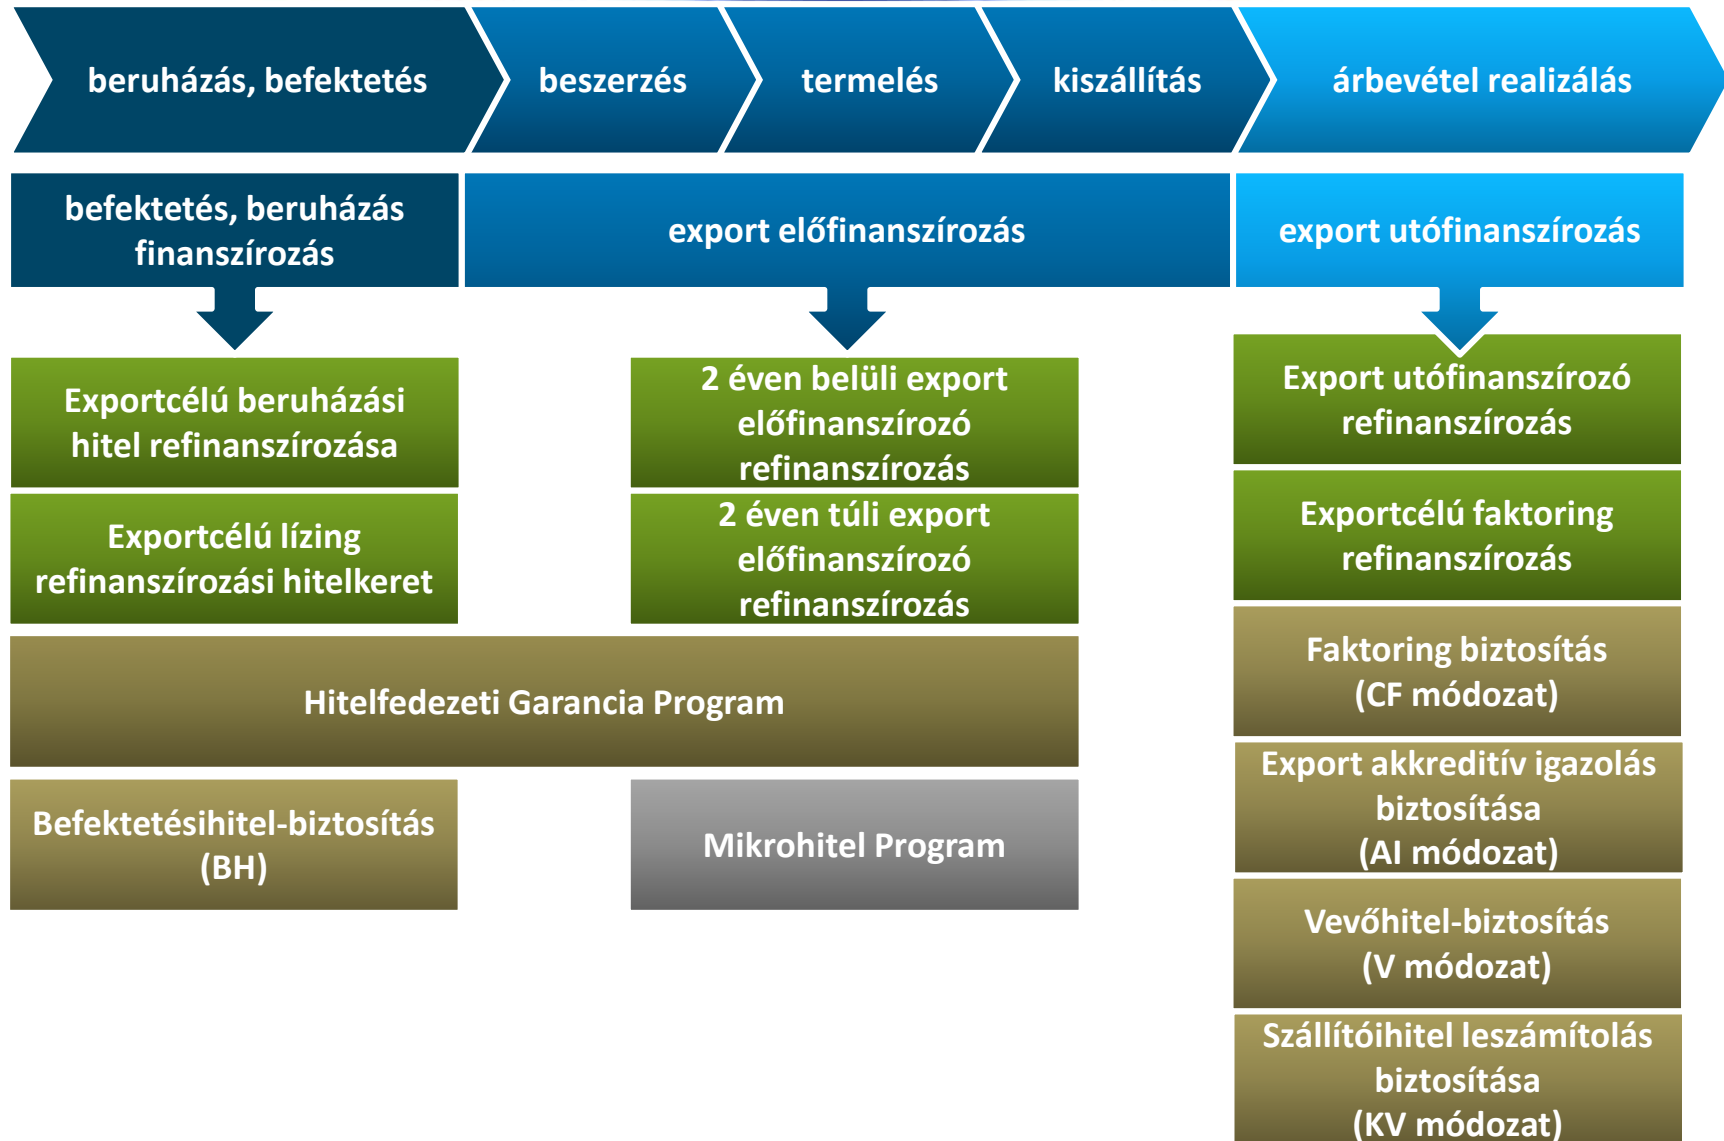 beruházás, befektetés
beszerzés
termelés
kiszállítás
árbevétel realizálás
befektetés, beruházás
finanszírozás
export előfinanszírozás
export utófinanszírozás
Exportcélú beruházási
hitel refinanszírozása
Exportcélú lízing
refinanszírozási hitelkeret
2 éven belüli export
előfinanszírozó
refinanszírozás
2 éven túli export
előfinanszírozó
refinanszírozás
Hitelfedezeti Garancia Program
Befektetésihitel-biztosítás
(BH)
Mikrohitel Program
Export utófinanszírozó
refinanszírozás
Exportcélú faktoring
refinanszírozás
Faktoring biztosítás
(CF módozat)
Export akkreditív igazolás
biztosítása
(AI módozat)
Vevőhitel-biztosítás
(V módozat)
Szállítóihitel leszámítolás
biztosítása
(KV módozat)